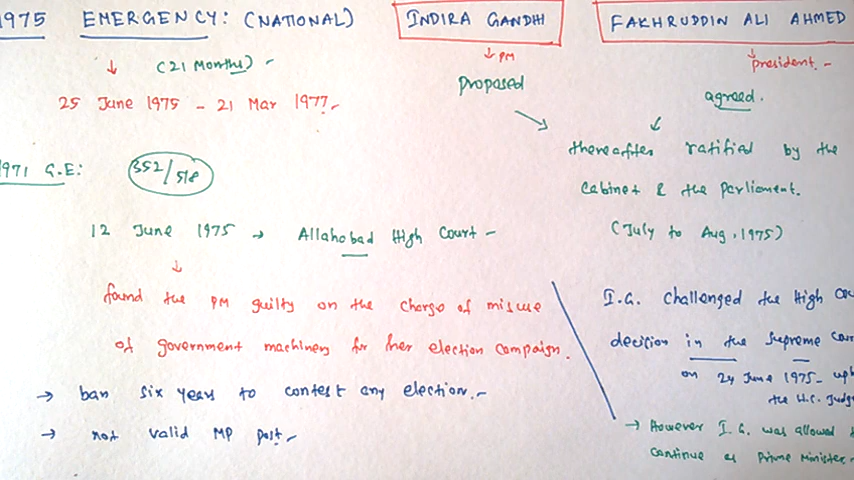 1975 EMERGENCY: (NATIONAL)
INDIRA GANDHI
FAKHRUDDIN ALI AHMED
↓ (21 Months) -
↓ PM
↓ president. -
25 June 1975 - 21 Mar 1977.
Proposed
agreed.
thereafter ratified by the
cabinet & the parliament.
(July to Aug, 1975)
1971 G.E: 352/518
12 June 1975 → Allahabad High Court -
↓
found the PM guilty on the charge of misuse
of government machinery for her election campaign.
→ ban six years to contest any election.-
→ not valid MP post -
I.G. challenged the High
decision in the Supreme
on 24 June 1975 -
the H.C.
→ However I.G. was allowed
continue as Prime Minister -